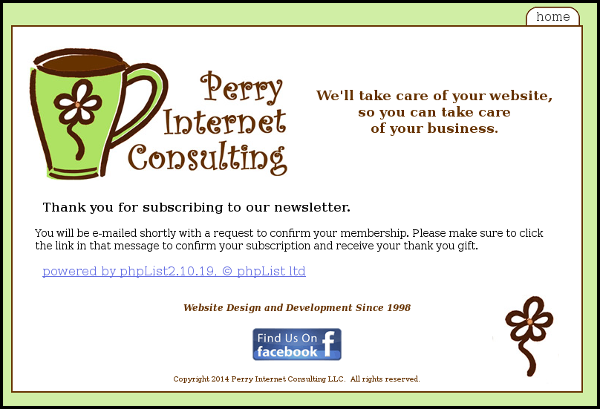 home
Perry
Internet
Consulting
We'll take care of your website,
so you can take care
of your business.
Thank you for subscribing to our newsletter.
You will be e-mailed shortly with a request to confirm your membership. Please make sure to click
the link in that message to confirm your subscription and receive your thank you gift.
powered by phpList2.10.19, © phpList ltd
Website Design and Development Since 1998
Find Us On
facebook
f
Copyright 2014 Perry Internet Consulting LLC. All rights reserved.